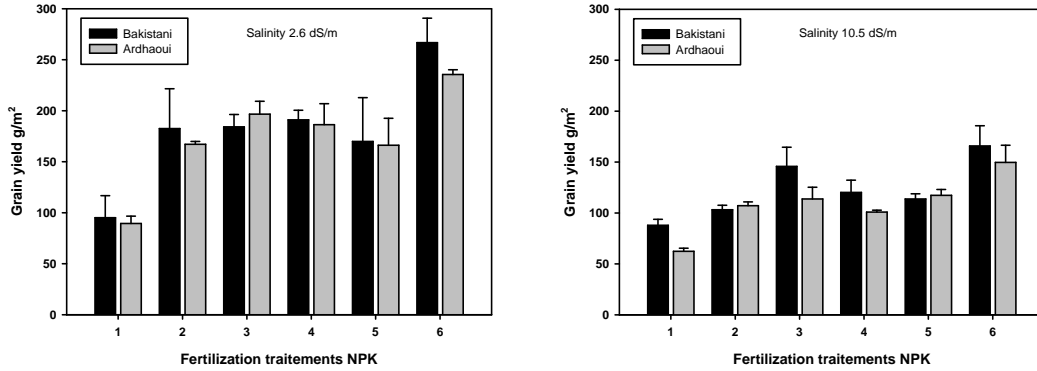 Grain yield g/m²
300
250
200
150
100
50
0
Bakistani
Ardhaoui
Salinity 2.6 dS/m
1 2 3 4 5 6
Fertilization traitements NPK
Grain yield g/m²
300
250
200
150
100
50
0
Bakistani
Ardhaoui
Salinity 10.5 dS/m
1 2 3 4 5 6
Fertilization traitements NPK